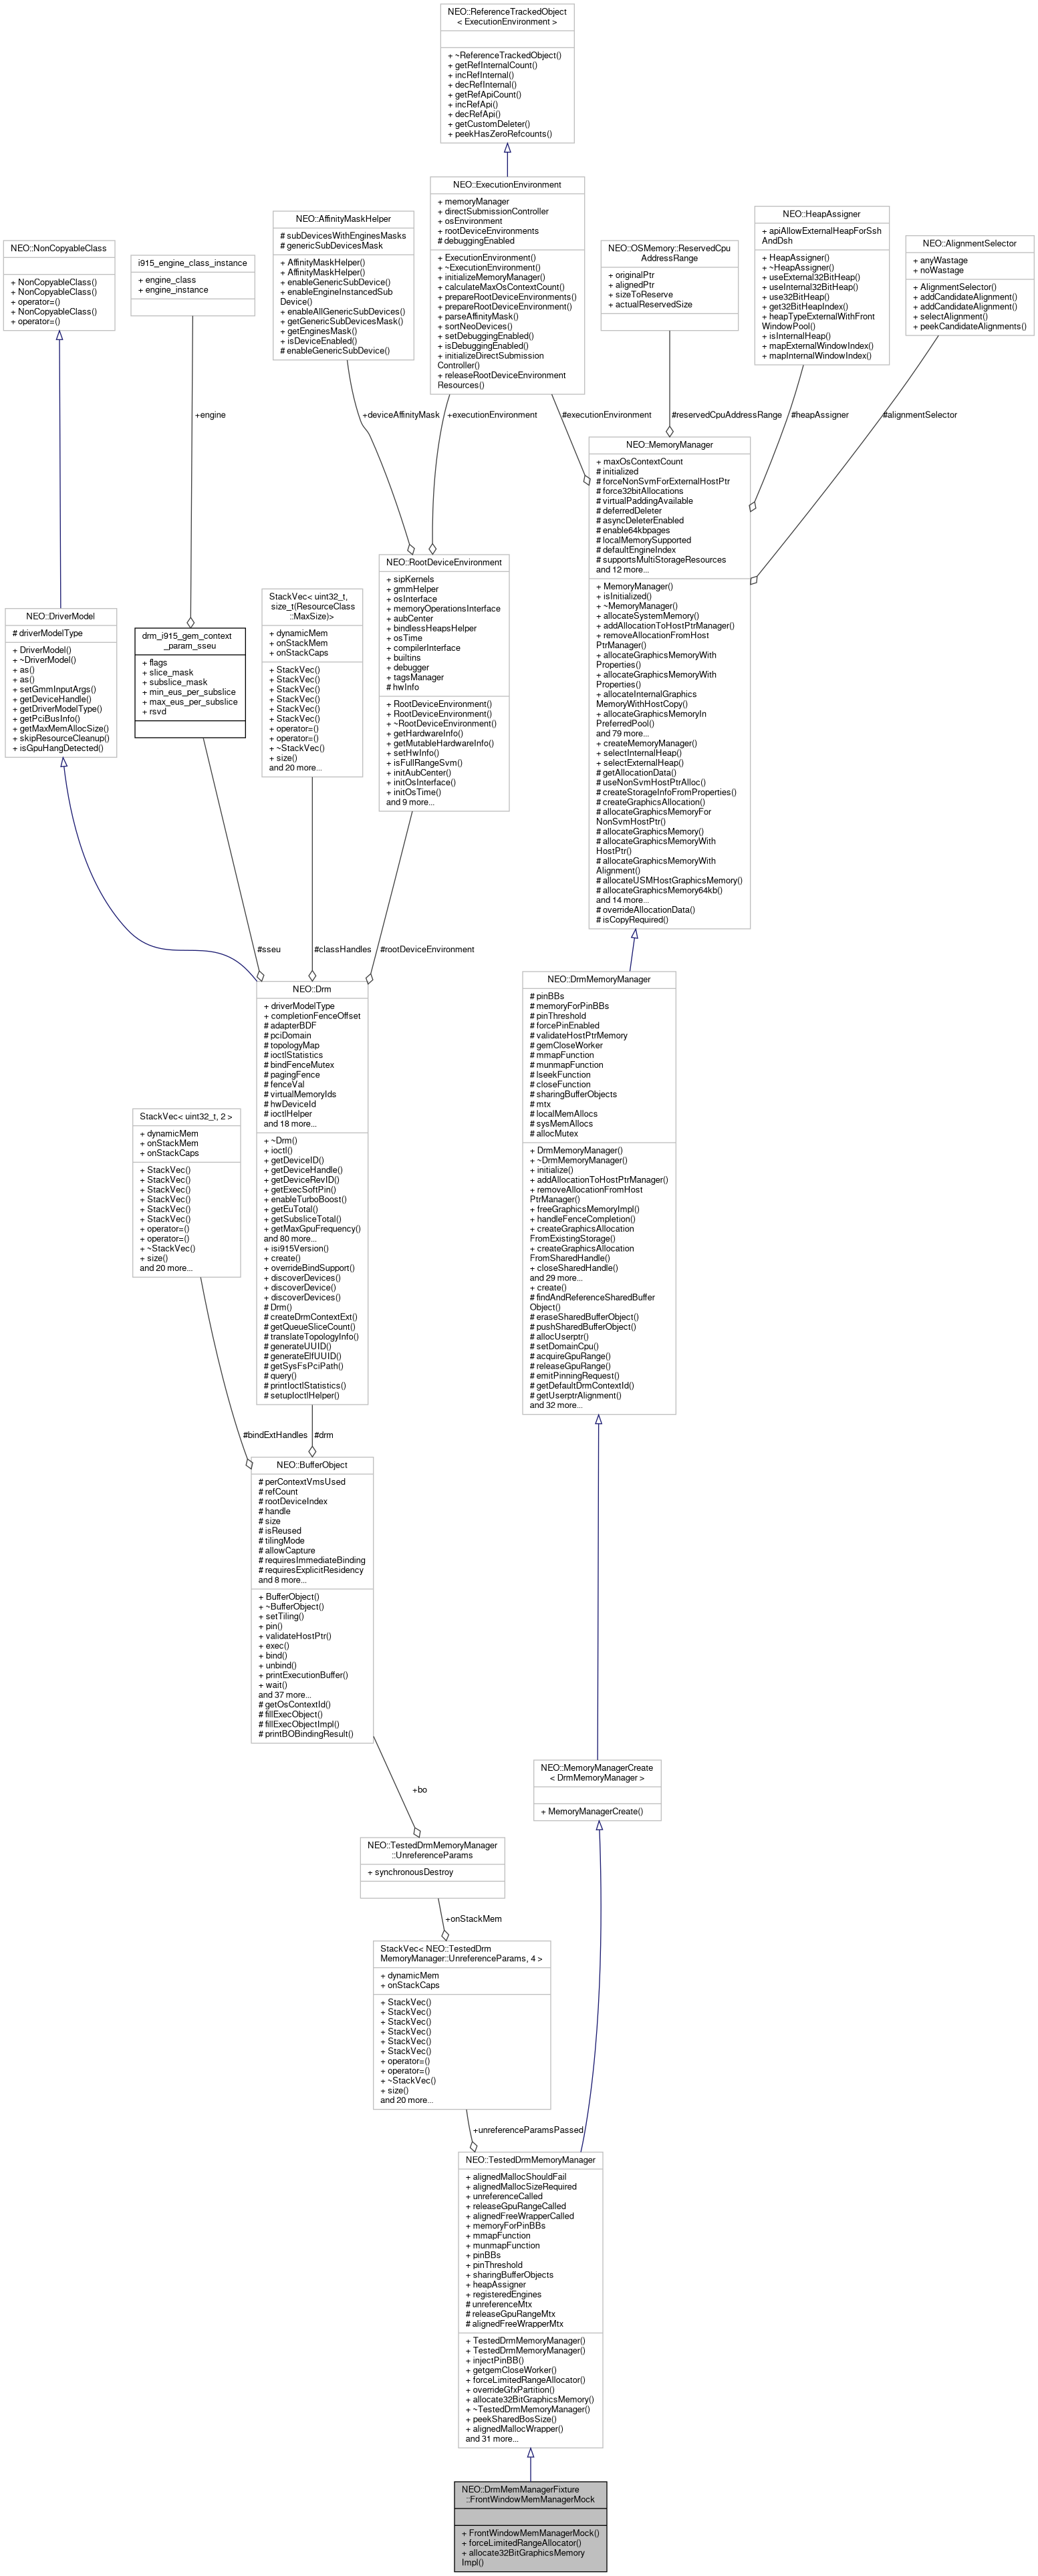 NEO::ReferenceTrackedObject
< ExecutionEnvironment >
+ ~ReferenceTrackedObject()
+ getRefInternalCount()
+ incRefInternal()
+ decRefInternal()
+ getRefApiCount()
+ incRefApi()
+ decRefApi()
+ getCustomDeleter()
+ peekHasZeroRefcounts()
NEO::ExecutionEnvironment
+ memoryManager
+ directSubmissionController
+ osEnvironment
+ rootDeviceEnvironments
# debuggingEnabled
+ ExecutionEnvironment()
+ ~ExecutionEnvironment()
+ initializeMemoryManager()
+ calculateMaxOsContextCount()
+ prepareRootDeviceEnvironments()
+ prepareRootDeviceEnvironment()
+ parseAffinityMask()
+ sortNeoDevices()
+ setDebuggingEnabled()
+ isDebuggingEnabled()
+ initializeDirectSubmission
Controller()
+ releaseRootDeviceEnvironment
Resources()
NEO::HeapAssigner
+ apiAllowExternalHeapForSsh
AndDsh
+ HeapAssigner()
+ ~HeapAssigner()
+ useExternal32BitHeap()
+ useInternal32BitHeap()
+ use32BitHeap()
+ get32BitHeapIndex()
+ heapTypeExternalWithFront
WindowPool()
+ isInternalHeap()
+ mapExternalWindowIndex()
+ mapInternalWindowIndex()
NEO::AffinityMaskHelper
# subDevicesWithEnginesMasks
# genericSubDevicesMask
+ AffinityMaskHelper()
+ AffinityMaskHelper()
+ enableGenericSubDevice()
+ enableEngineInstancedSub
Device()
+ enableAllGenericSubDevices()
+ getGenericSubDevicesMask()
+ getEnginesMask()
+ isDeviceEnabled()
# enableGenericSubDevice()
NEO::AlignmentSelector
+ anyWastage
+ noWastage
+ AlignmentSelector()
+ addCandidateAlignment()
+ addCandidateAlignment()
+ selectAlignment()
+ peekCandidateAlignments()
NEO::NonCopyableClass
+ NonCopyableClass()
+ NonCopyableClass()
+ operator=()
+ NonCopyableClass()
+ operator=()
NEO::OSMemory::ReservedCpu
AddressRange
+ originalPtr
+ alignedPtr
+ sizeToReserve
+ actualReservedSize
i915_engine_class_instance
+ engine_class
+ engine_instance
+engine
+deviceAffinityMask
+executionEnvironment
#executionEnvironment
#reservedCpuAddressRange
#heapAssigner
#alignmentSelector
NEO::MemoryManager
+ maxOsContextCount
# initialized
# forceNonSvmForExternalHostPtr
# force32bitAllocations
# virtualPaddingAvailable
# deferredDeleter
# asyncDeleterEnabled
# enable64kbpages
# localMemorySupported
# defaultEngineIndex
# supportsMultiStorageResources
and 12 more...
+ MemoryManager()
+ isInitialized()
+ ~MemoryManager()
+ allocateSystemMemory()
+ addAllocationToHostPtrManager()
+ removeAllocationFromHost
PtrManager()
+ allocateGraphicsMemoryWith
Properties()
+ allocateGraphicsMemoryWith
Properties()
+ allocateInternalGraphics
MemoryWithHostCopy()
+ allocateGraphicsMemoryIn
PreferredPool()
and 79 more...
+ createMemoryManager()
+ selectInternalHeap()
+ selectExternalHeap()
# getAllocationData()
# useNonSvmHostPtrAlloc()
# createStorageInfoFromProperties()
# createGraphicsAllocation()
# allocateGraphicsMemoryFor
NonSvmHostPtr()
# allocateGraphicsMemory()
# allocateGraphicsMemoryWith
HostPtr()
# allocateGraphicsMemoryWith
Alignment()
# allocateUSMHostGraphicsMemory()
# allocateGraphicsMemory64kb()
and 14 more...
# overrideAllocationData()
# isCopyRequired()
NEO::RootDeviceEnvironment
+ sipKernels
+ gmmHelper
+ osInterface
+ memoryOperationsInterface
+ aubCenter
+ bindlessHeapsHelper
+ osTime
+ compilerInterface
+ builtins
+ debugger
+ tagsManager
# hwInfo
+ RootDeviceEnvironment()
+ RootDeviceEnvironment()
+ ~RootDeviceEnvironment()
+ getHardwareInfo()
+ getMutableHardwareInfo()
+ setHwInfo()
+ isFullRangeSvm()
+ initAubCenter()
+ initOsInterface()
+ initOsTime()
and 9 more...
StackVec< uint32_t,
size_t(ResourceClass
::MaxSize)>
+ dynamicMem
+ onStackMem
+ onStackCaps
+ StackVec()
+ StackVec()
+ StackVec()
+ StackVec()
+ StackVec()
+ StackVec()
+ operator=()
+ operator=()
+ ~StackVec()
+ size()
and 20 more...
NEO::DriverModel
# driverModelType
+ DriverModel()
+ ~DriverModel()
+ as()
+ as()
+ setGmmInputArgs()
+ getDeviceHandle()
+ getDriverModelType()
+ getPciBusInfo()
+ getMaxMemAllocSize()
+ skipResourceCleanup()
+ isGpuHangDetected()
drm_i915_gem_context
_param_sseu
+ flags
+ slice_mask
+ subslice_mask
+ min_eus_per_subslice
+ max_eus_per_subslice
+ rsvd
#sseu
#classHandles
#rootDeviceEnvironment
NEO::DrmMemoryManager
# pinBBs
# memoryForPinBBs
# pinThreshold
# forcePinEnabled
# validateHostPtrMemory
# gemCloseWorker
# mmapFunction
# munmapFunction
# lseekFunction
# closeFunction
# sharingBufferObjects
# mtx
# localMemAllocs
# sysMemAllocs
# allocMutex
+ DrmMemoryManager()
+ ~DrmMemoryManager()
+ initialize()
+ addAllocationToHostPtrManager()
+ removeAllocationFromHost
PtrManager()
+ freeGraphicsMemoryImpl()
+ handleFenceCompletion()
+ createGraphicsAllocation
FromExistingStorage()
+ createGraphicsAllocation
FromSharedHandle()
+ closeSharedHandle()
and 29 more...
+ create()
# findAndReferenceSharedBuffer
Object()
# eraseSharedBufferObject()
# pushSharedBufferObject()
# allocUserptr()
# setDomainCpu()
# acquireGpuRange()
# releaseGpuRange()
# emitPinningRequest()
# getDefaultDrmContextId()
# getUserptrAlignment()
and 32 more...
NEO::Drm
+ driverModelType
+ completionFenceOffset
# adapterBDF
# pciDomain
# topologyMap
# ioctlStatistics
# bindFenceMutex
# pagingFence
# fenceVal
# virtualMemoryIds
# hwDeviceId
# ioctlHelper
and 18 more...
+ ~Drm()
+ ioctl()
+ getDeviceID()
+ getDeviceHandle()
+ getDeviceRevID()
+ getExecSoftPin()
+ enableTurboBoost()
+ getEuTotal()
+ getSubsliceTotal()
+ getMaxGpuFrequency()
and 80 more...
+ isi915Version()
+ create()
+ overrideBindSupport()
+ discoverDevices()
+ discoverDevice()
+ discoverDevices()
# Drm()
# createDrmContextExt()
# getQueueSliceCount()
# translateTopologyInfo()
# generateUUID()
# generateElfUUID()
# getSysFsPciPath()
# query()
# printIoctlStatistics()
# setupIoctlHelper()
StackVec< uint32_t, 2 >
+ dynamicMem
+ onStackMem
+ onStackCaps
+ StackVec()
+ StackVec()
+ StackVec()
+ StackVec()
+ StackVec()
+ StackVec()
+ operator=()
+ operator=()
+ ~StackVec()
+ size()
and 20 more...
#bindExtHandles
#drm
NEO::BufferObject
# perContextVmsUsed
# refCount
# rootDeviceIndex
# handle
# size
# isReused
# tilingMode
# allowCapture
# requiresImmediateBinding
# requiresExplicitResidency
and 8 more...
+ BufferObject()
+ ~BufferObject()
+ setTiling()
+ pin()
+ validateHostPtr()
+ exec()
+ bind()
+ unbind()
+ printExecutionBuffer()
+ wait()
and 37 more...
# getOsContextId()
# fillExecObject()
# fillExecObjectImpl()
# printBOBindingResult()
NEO::MemoryManagerCreate
< DrmMemoryManager >
+ MemoryManagerCreate()
+bo
NEO::TestedDrmMemoryManager
::UnreferenceParams
+ synchronousDestroy
+onStackMem
StackVec< NEO::TestedDrm
MemoryManager::UnreferenceParams, 4 >
+ dynamicMem
+ onStackCaps
+ StackVec()
+ StackVec()
+ StackVec()
+ StackVec()
+ StackVec()
+ StackVec()
+ operator=()
+ operator=()
+ ~StackVec()
+ size()
and 20 more...
+unreferenceParamsPassed
NEO::TestedDrmMemoryManager
+ alignedMallocShouldFail
+ alignedMallocSizeRequired
+ unreferenceCalled
+ releaseGpuRangeCalled
+ alignedFreeWrapperCalled
+ memoryForPinBBs
+ mmapFunction
+ munmapFunction
+ pinBBs
+ pinThreshold
+ sharingBufferObjects
+ heapAssigner
+ registeredEngines
# unreferenceMtx
# releaseGpuRangeMtx
# alignedFreeWrapperMtx
+ TestedDrmMemoryManager()
+ TestedDrmMemoryManager()
+ injectPinBB()
+ getgemCloseWorker()
+ forceLimitedRangeAllocator()
+ overrideGfxPartition()
+ allocate32BitGraphicsMemory()
+ ~TestedDrmMemoryManager()
+ peekSharedBosSize()
+ alignedMallocWrapper()
and 31 more...
NEO::DrmMemManagerFixture
::FrontWindowMemManagerMock
+ FrontWindowMemManagerMock()
+ forceLimitedRangeAllocator()
+ allocate32BitGraphicsMemory
Impl()